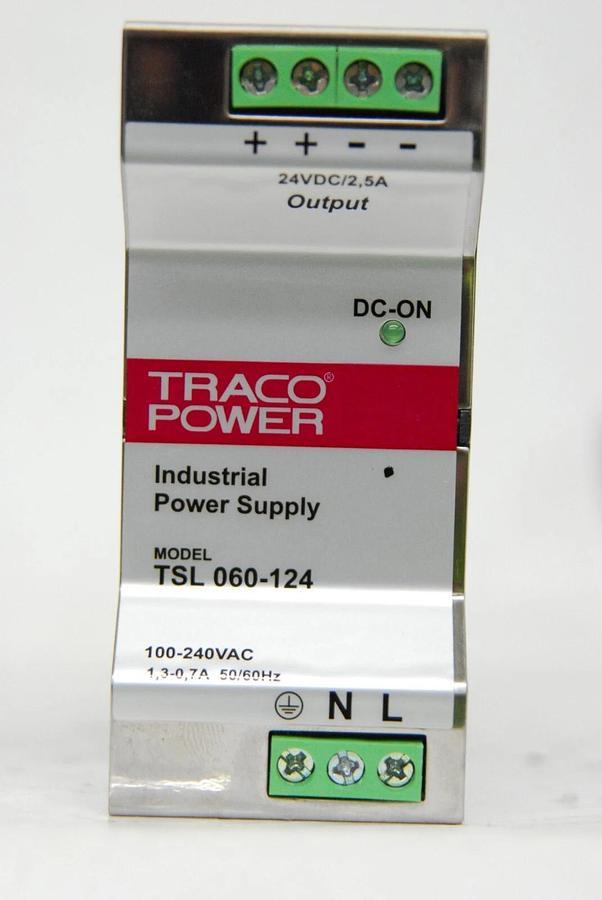 + + - -
24VDC/2,5A
Output
DC-ON
TRACO®
POWER
Industrial
Power Supply
MODEL
TSL 060-124
100-240VAC
1,3-0,7A 50/60Hz
N L